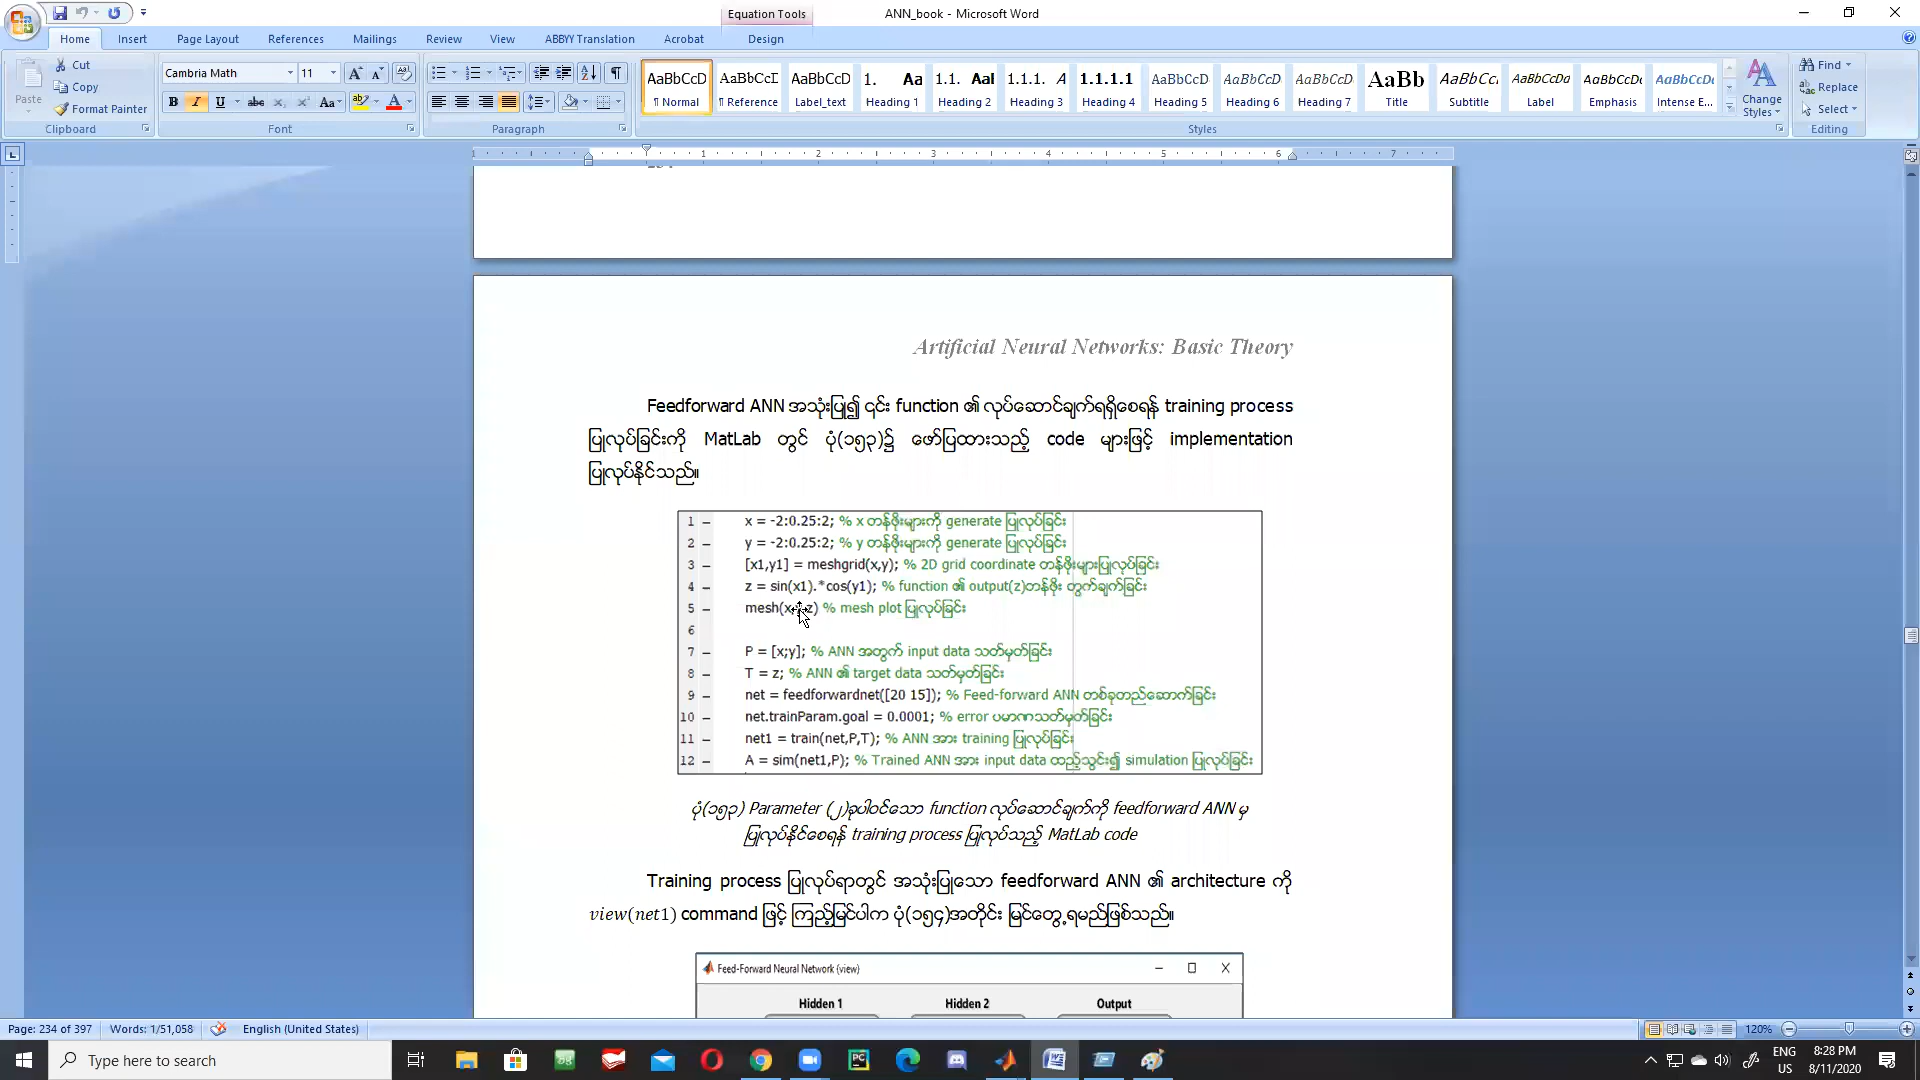 ANN_book - Microsoft Word
Equation Tools
Home Insert Page Layout References Mailings Review View ABBYY Translation Acrobat Design
Paste
Cut
Copy
Format Painter
Clipboard
Cambria Math 11
Font
Paragraph
AaBbCcD ¶ Normal
¶ Reference
AaBbCcD Label_text
1. Aa Heading 1
Heading 2
1.1.1. A Heading 3
1.1.1.1 Heading 4
AaBbCcD Heading 5
Heading 6
Heading 7
AaBb Title
Subtitle
Label
Emphasis
Intense E...
Change Styles
Styles
Find
Replace
Select
Editing
Artificial Neural Networks: Basic Theory
Feedforward ANN အသုံးပြု၍ ၎င်း function ၏ လုပ်ဆောင်ချက်ရရှိစေရန် training process
ပြုလုပ်ခြင်းကို MatLab တွင် ပုံ(၁၅၃)၌ ဖော်ပြထားသည့် code များဖြင့် implementation
ပြုလုပ်နိုင်သည်။
1 – x = -2:0.25:2; % x တန်ဖိုးများကို generate ပြုလုပ်ခြင်း
2 – y = -2:0.25:2; % y တန်ဖိုးများကို generate ပြုလုပ်ခြင်း
3 – [x1,y1] = meshgrid(x,y); % 2D grid coordinate တန်ဖိုးများပြုလုပ်ခြင်း
4 – z = sin(x1).*cos(y1); % function ၏ output(z)တန်ဖိုး တွက်ချက်ခြင်း
5 – mesh(x z) % mesh plot ပြုလုပ်ခြင်း
6
7 – P = [x;y]; % ANN အတွက် input data သတ်မှတ်ခြင်း
8 – T = z; % ANN ၏ target data သတ်မှတ်ခြင်း
9 – net = feedforwardnet([20 15]); % Feed-forward ANN တစ်ခုတည်ဆောက်ခြင်း
10 – net.trainParam.goal = 0.0001; % error ပမာဏသတ်မှတ်ခြင်း
11 – net1 = train(net,P,T); % ANN အား training ပြုလုပ်ခြင်း
12 – A = sim(net1,P); % Trained ANN အား input data ထည့်သွင်း၍ simulation ပြုလုပ်ခြင်း
ပုံ(၁၅၃) Parameter (၂)ခုပါဝင်သော function လုပ်ဆောင်ချက်ကို feedforward ANN မှ
ပြုလုပ်နိုင်စေရန် training process ပြုလုပ်သည့် MatLab code
Training process ပြုလုပ်ရာတွင် အသုံးပြုသော feedforward ANN ၏ architecture ကို
view(net1) command ဖြင့် ကြည့်မြင်ပါက ပုံ(၁၅၄)အတိုင်း မြင်တွေ့ရမည်ဖြစ်သည်။
Feed-Forward Neural Network (view)
Hidden 1 Hidden 2 Output
Page: 234 of 397 Words: 1/51,058 English (United States) 120%
Type here to search
ENG US
8:28 PM
8/11/2020